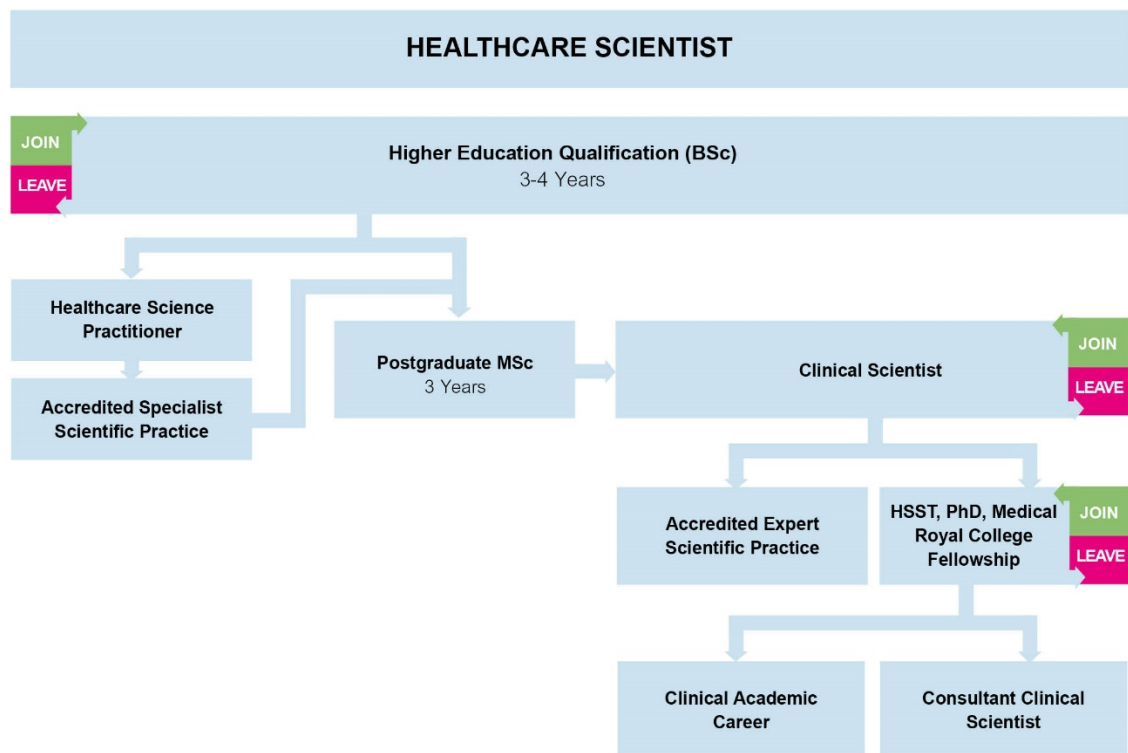 HEALTHCARE SCIENTIST
JOIN
LEAVE
Higher Education Qualification (BSc)
3-4 Years
Healthcare Science
Practitioner
Accredited Specialist
Scientific Practice
Postgraduate MSc
3 Years
Clinical Scientist
JOIN
LEAVE
Accredited Expert
Scientific Practice
HSST, PhD, Medical
Royal College
Fellowship
JOIN
LEAVE
Clinical Academic
Career
Consultant Clinical
Scientist